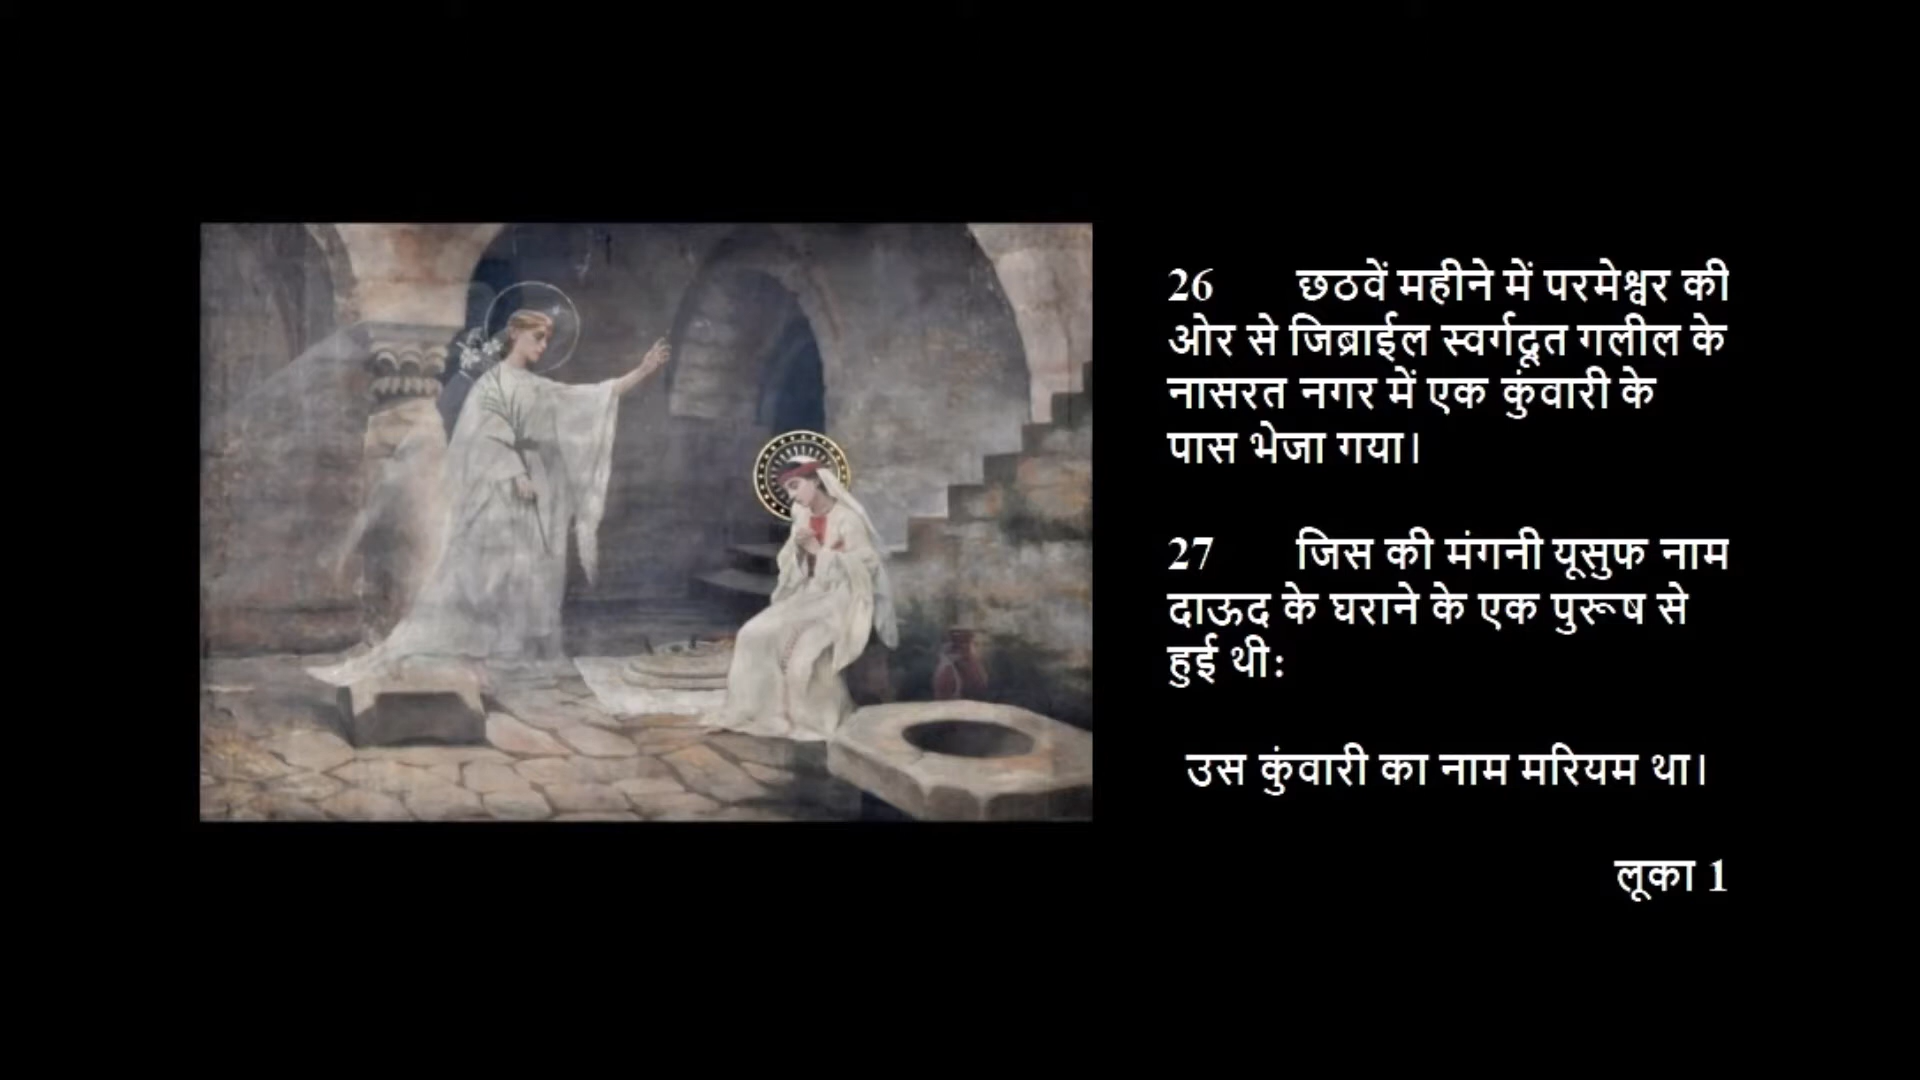 26 छठवें महीने में परमेश्वर की
ओर से जिब्राईल स्वर्गदूत गलील के
नासरत नगर में एक कुंवारी के
पास भेजा गया।
27 जिस की मंगनी यूसुफ नाम
दाऊद के घराने के एक पुरूष से
हुई थी:
उस कुंवारी का नाम मरियम था।
लूका 1